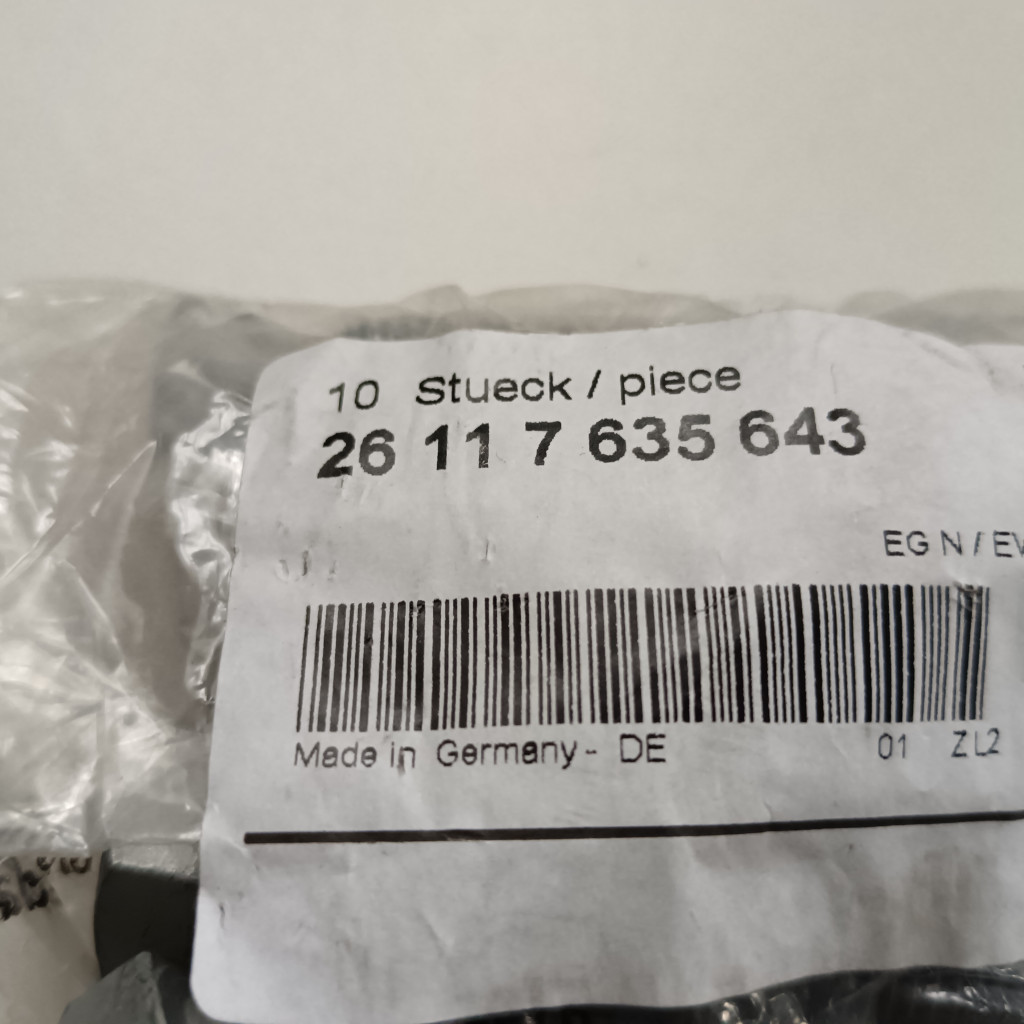 10 Stueck / piece
26 11 7 635 643
EG N / EV
Made in Germany - DE 01 ZL2